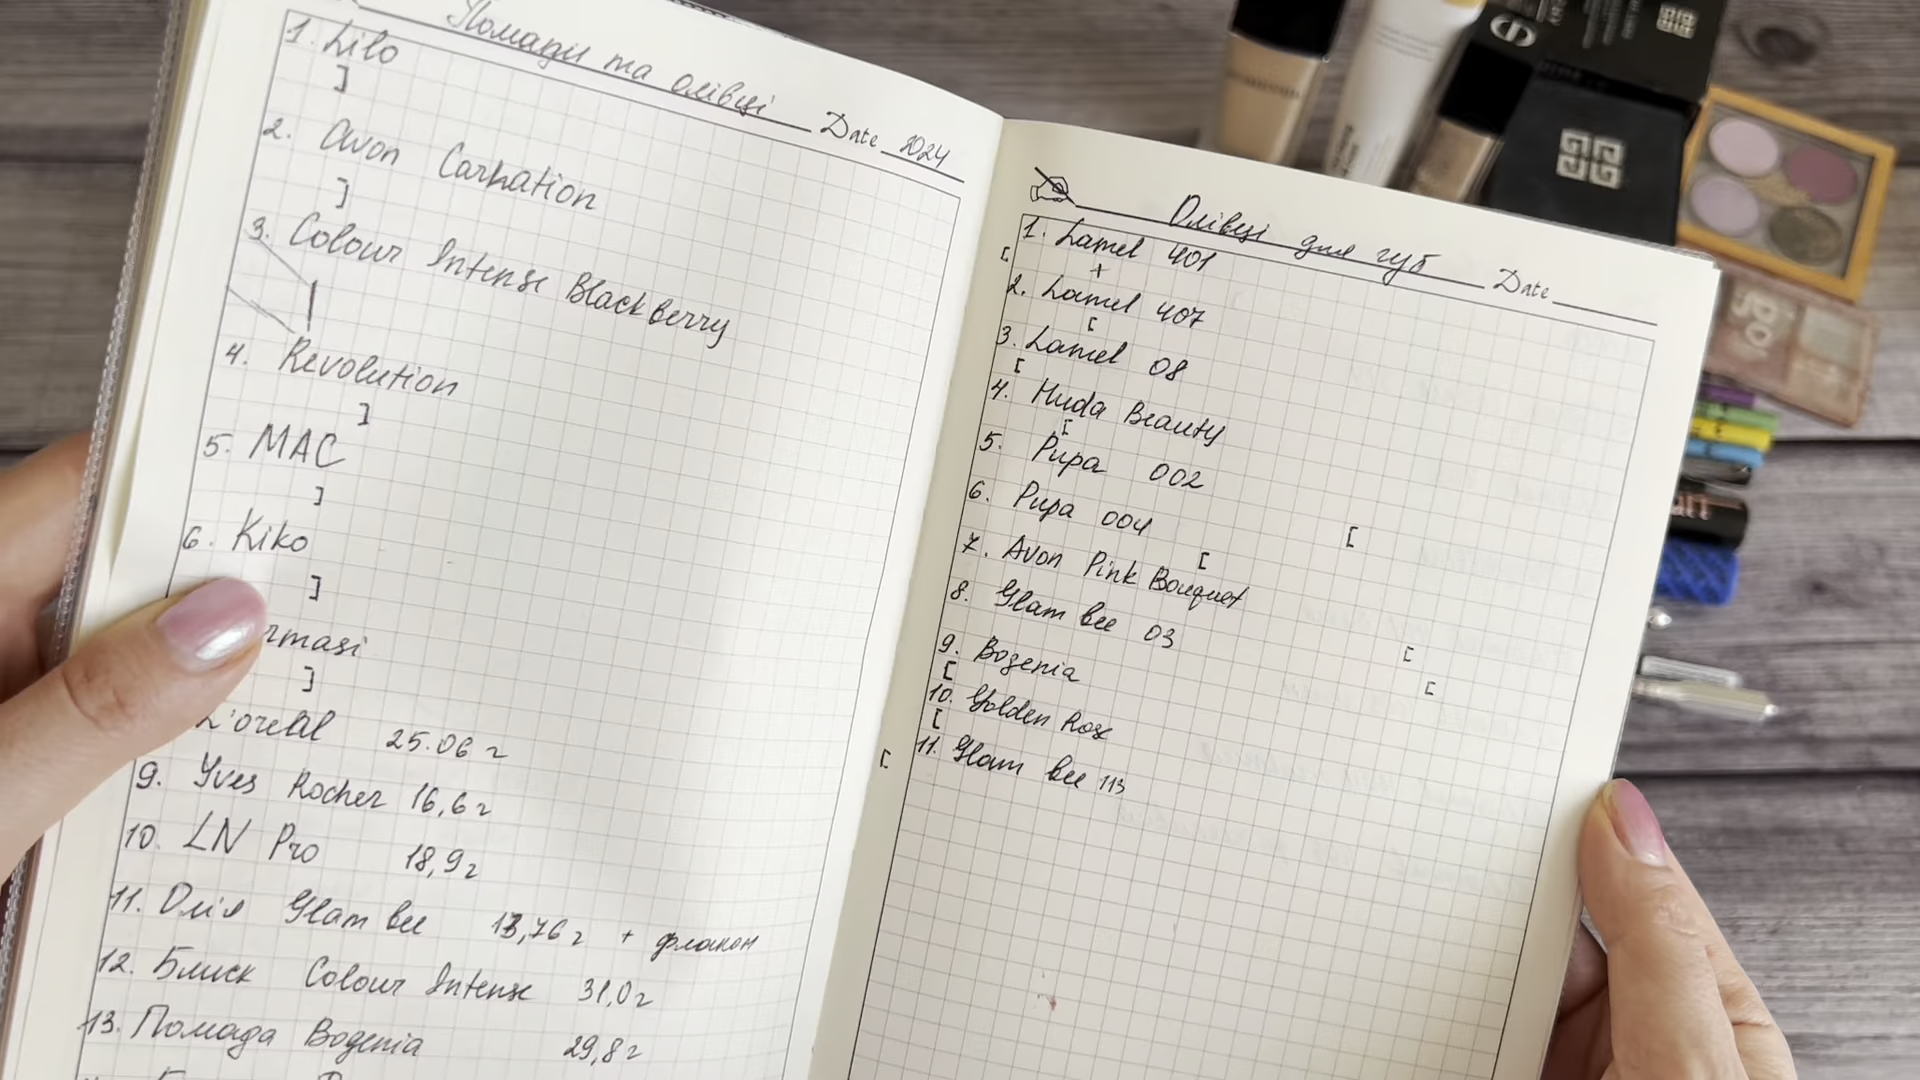 Помади та олівці Date 2024
1. Lilo
2. Avon Carnation
3. Colour Intense BlackBerry
4. Revolution
5. MAC
6. Kiko
rmasi
L'oreal 25.06 г
9. Yves Rocher 16,6 г
10. LN Pro 18,9 г
11. Олія Glam bee 13,76 г + флакон
12. Блиск Colour Intense 31,0 г
13. Помада Bogenia 29,8 г
Олівці для губ Date
1. Lamel 401
2. Lamel 407
3. Lamel 08
4. Huda Beauty
5. Pupa 002
6. Pupa 004
7. Avon Pink Bouquet
8. Glam bee 03
9. Bogenia
10. Golden Rose
11. Glam bee 113